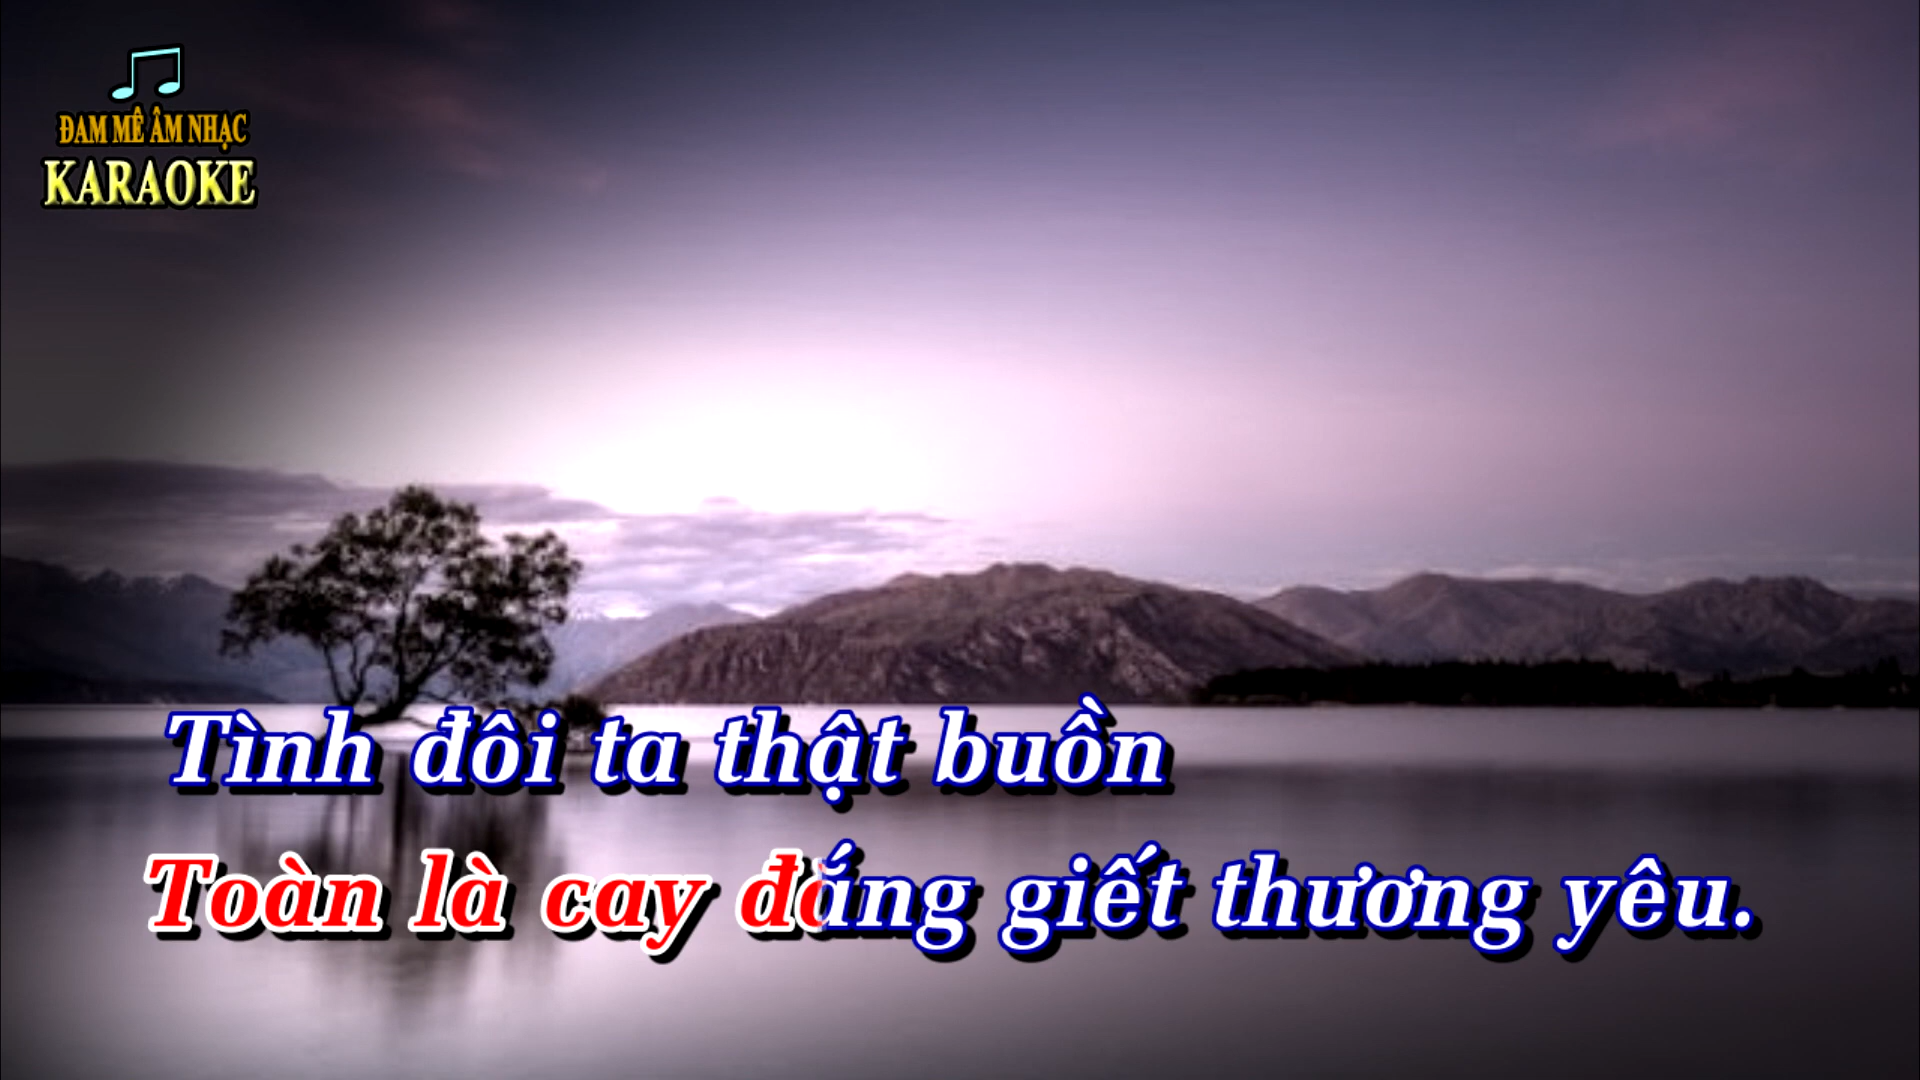 ĐAM MÊ ÂM NHẠC
KARAOKE
Tình đôi ta thật buồn
Toàn là cay đắng giết thương yêu.